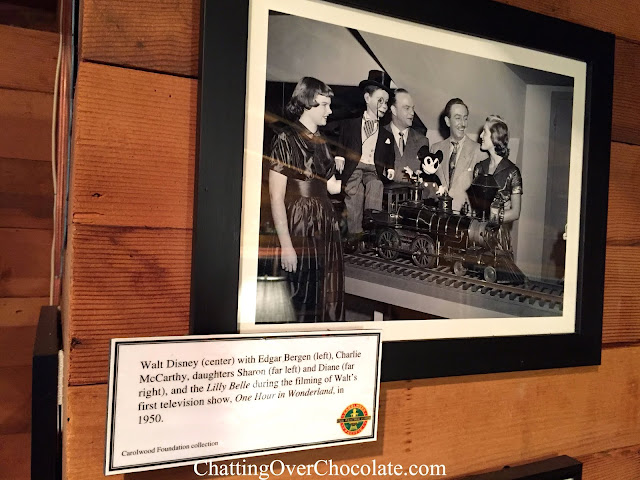 Walt Disney (center) with Edgar Bergen (left), Charlie
McCarthy, daughters Sharon (far left) and Diane (far
right), and the Lilly Belle during the filming of Walt's
first television show, One Hour in Wonderland, in
1950.
Carolwood Foundation collection
ChattingOverChocolate.com